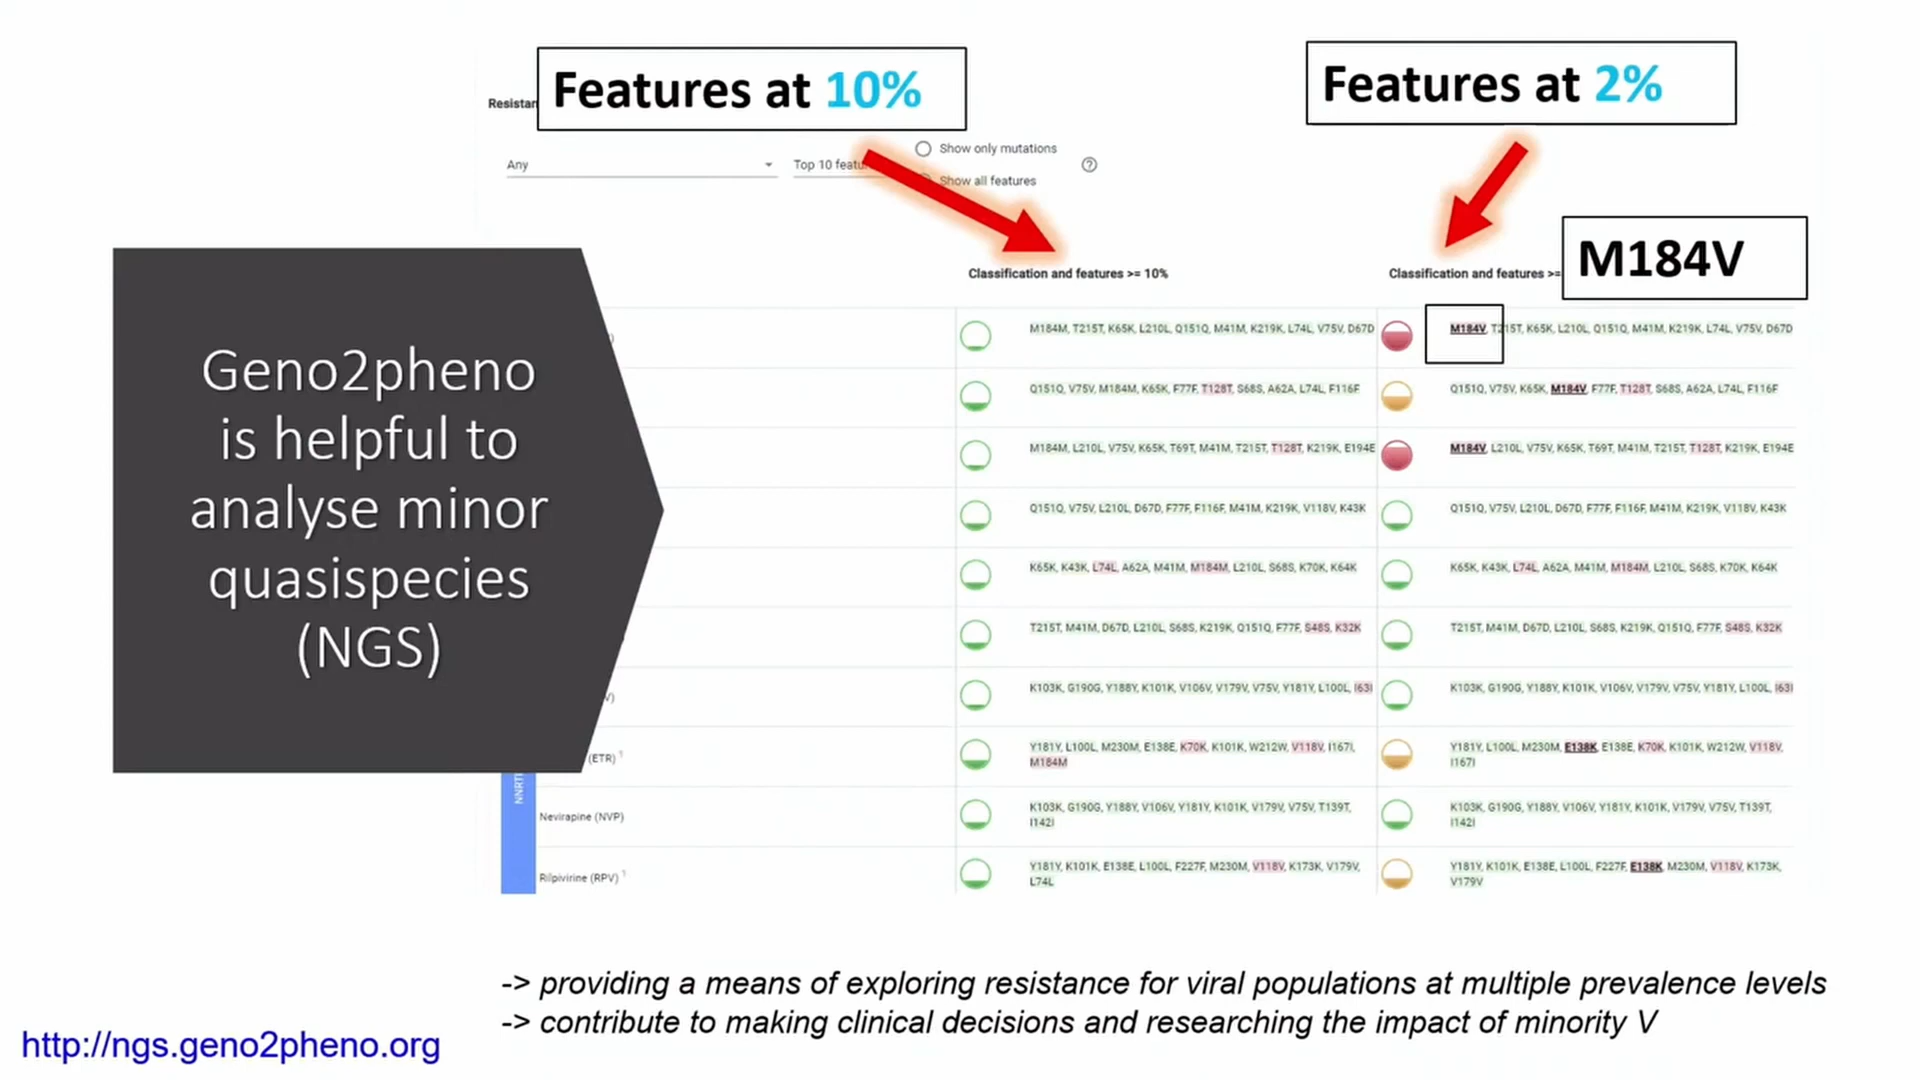 Features at 10%
Features at 2%
Resistan
Show only mutations
Any
Top 10 featu
Show all features
M184V
Classification and features >= 10%
Classification and features >=
Geno2pheno
is helpful to
analyse minor
quasispecies
(NGS)
M184M, T215T, K65K, L210L, Q151Q, M41M, K219K, L74L, V75V, D67D
M184V, T215T, K65K, L210L, Q151Q, M41M, K219K, L74L, V75V, D67D
Q151Q, V75V, M184M, K65K, F77F, T128T, S68S, A62A, L74L, F116F
Q151Q, V75V, K65K, M184V, F77F, T128T, S68S, A62A, L74L, F116F
M184M, L210L, V75V, K65K, T69T, M41M, T215T, T128T, K219K, E194E
M184V, L210L, V75V, K65K, T69T, M41M, T215T, T128T, K219K, E194E
Q151Q, V75V, L210L, D67D, F77F, F116F, M41M, K219K, V118V, K43K
Q151Q, V75V, L210L, D67D, F77F, F116F, M41M, K219K, V118V, K43K
K65K, K43K, L74L, A62A, M41M, M184M, L210L, S68S, K70K, K64K
K65K, K43K, L74L, A62A, M41M, M184M, L210L, S68S, K70K, K64K
T215T, M41M, D67D, L210L, S68S, K219K, Q151Q, F77F, S48S, K32K
T215T, M41M, D67D, L210L, S68S, K219K, Q151Q, F77F, S48S, K32K
V)
K103K, G190G, Y188Y, K101K, V106V, V179V, V75V, Y181Y, L100L, I63I
K103K, G190G, Y188Y, K101K, V106V, V179V, V75V, Y181Y, L100L, I63I
(ETR) 1
Y181Y, L100L, M230M, E138E, K70K, K101K, W212W, V118V, I167I,
M184M
Y181Y, L100L, M230M, E138K, E138E, K70K, K101K, W212W, V118V,
I167I
NNRTI
Nevirapine (NVP)
K103K, G190G, Y188Y, V106V, Y181Y, K101K, V179V, V75V, T139T,
I142I
K103K, G190G, Y188Y, V106V, Y181Y, K101K, V179V, V75V, T139T,
I142I
Rilpivirine (RPV) 1
Y181Y, K101K, E138E, L100L, F227F, M230M, V118V, K173K, V179V,
L74L
Y181Y, K101K, E138E, L100L, F227F, E138K, M230M, V118V, K173K,
V179V
-> providing a means of exploring resistance for viral populations at multiple prevalence levels
-> contribute to making clinical decisions and researching the impact of minority V
http://ngs.geno2pheno.org